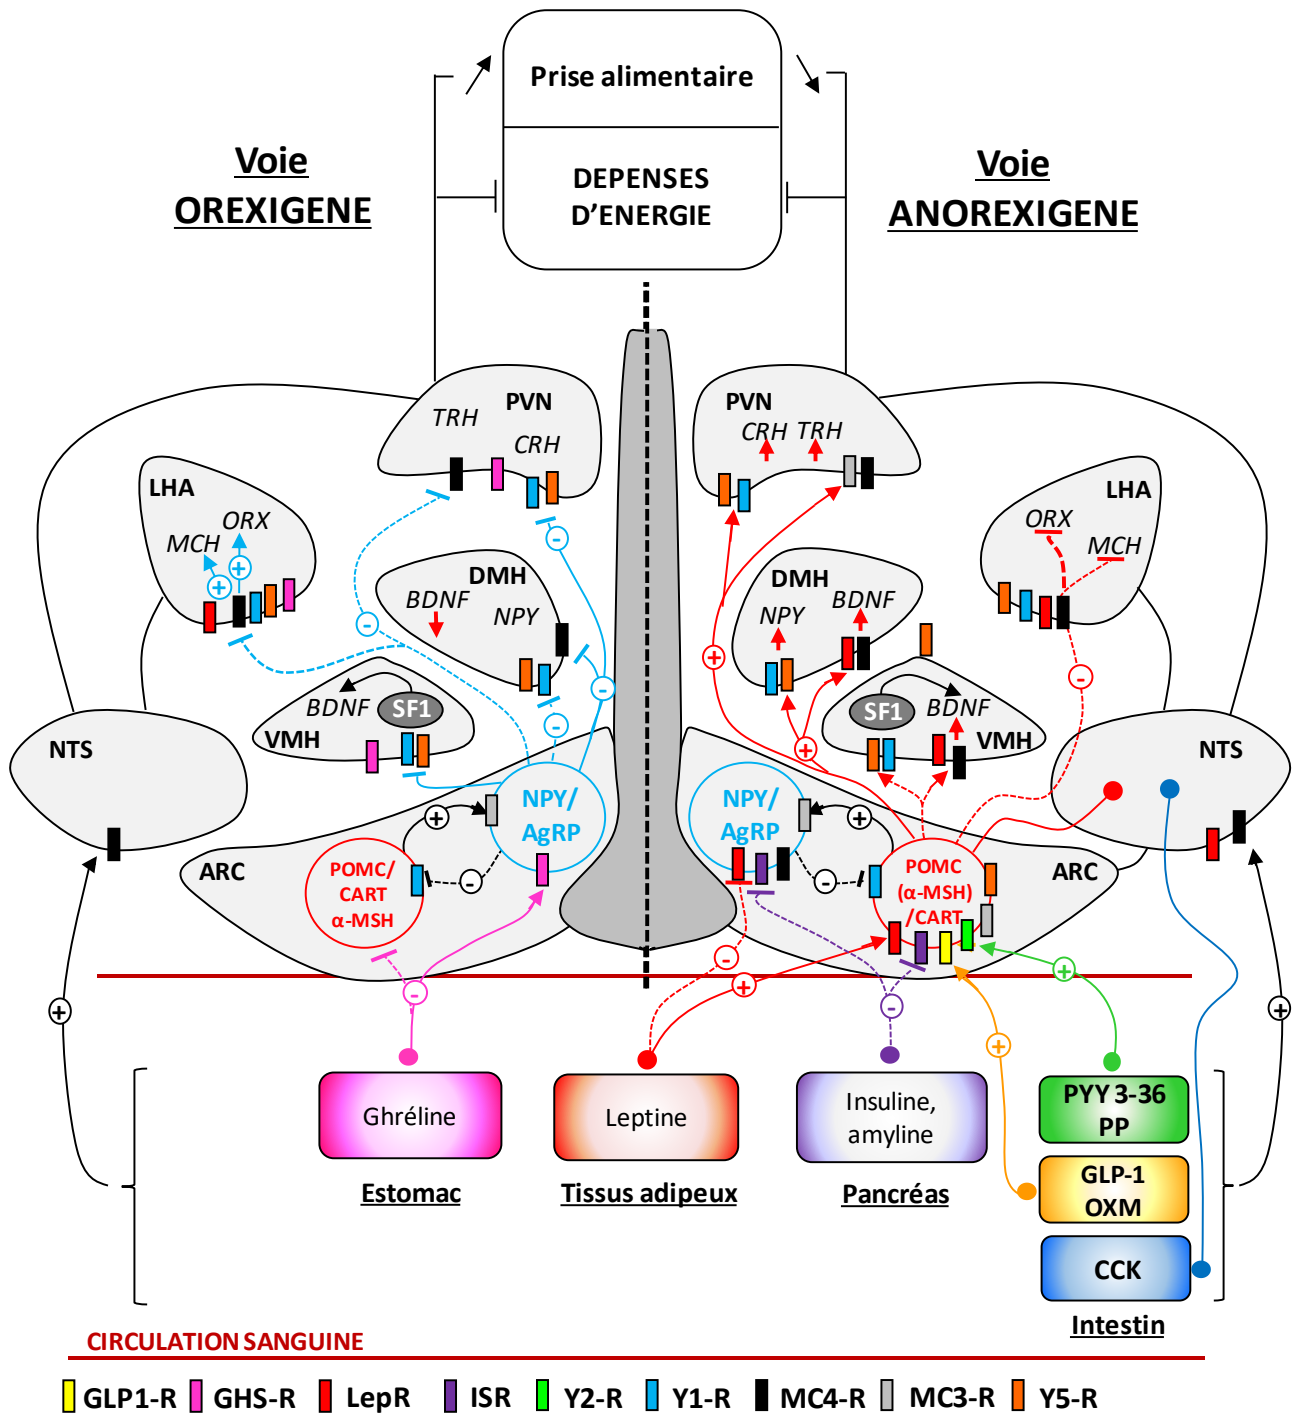 Prise alimentaire
DEPENSES
D'ENERGIE
Voie
OREXIGENE
Voie
ANOREXIGENE
PVN
TRH
CRH
PVN
CRH TRH
LHA
ORX
MCH
LHA
ORX
MCH
DMH
BDNF
NPY
DMH
BDNF
NPY
BDNF
SF1
VMH
SF1
BDNF
VMH
NTS
NTS
NPY/
AgRP
NPY/
AgRP
ARC
POMC/
CART
α-MSH
POMC
(α-MSH)
/CART
ARC
+
-
+
-
+
+
-
-
-
-
+
+
-
-
+
-
+
+
+
+
Ghréline
Estomac
Leptine
Tissus adipeux
Insuline,
amyline
Pancréas
PYY 3-36
PP
GLP-1
OXM
CCK
Intestin
CIRCULATION SANGUINE
GLP1-R GHS-R LepR ISR Y2-R Y1-R MC4-R MC3-R Y5-R